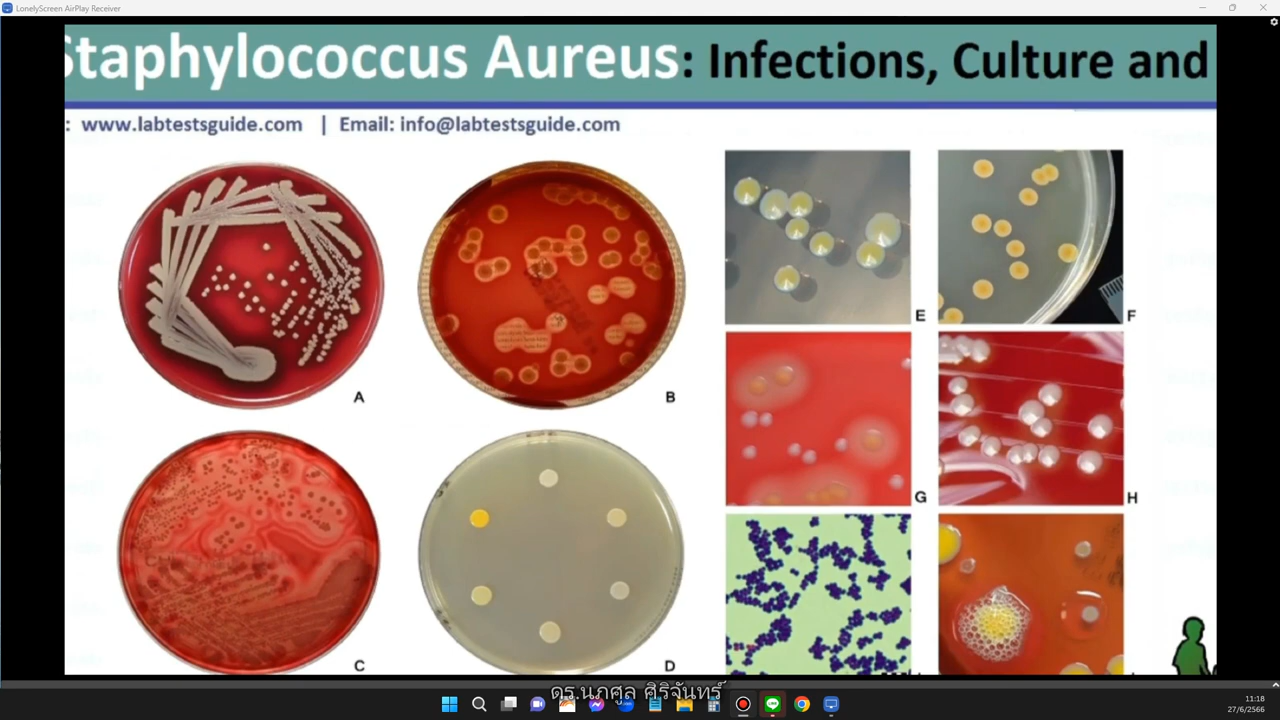 LonelyScreen AirPlay Receiver
Staphylococcus Aureus: Infections, Culture and
: www.labtestsguide.com | Email: info@labtestsguide.com
A
B
E
F
G
H
C
D
ดร.นภศูล ศิริจันทร์
11:18
27/6/2566